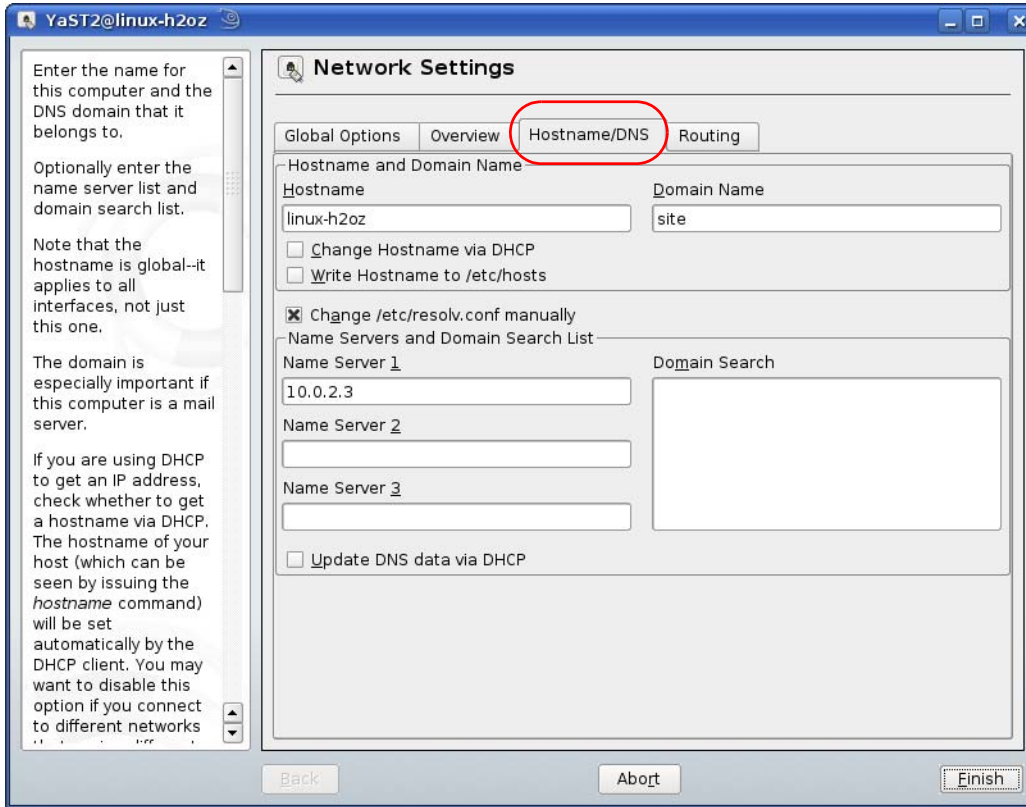 YaST2@linux-h2oz
Enter the name for
this computer and the
DNS domain that it
belongs to.
Optionally enter the
name server list and
domain search list.
Note that the
hostname is global--it
applies to all
interfaces, not just
this one.
The domain is
especially important if
this computer is a mail
server.
If you are using DHCP
to get an IP address,
check whether to get
a hostname via DHCP.
The hostname of your
host (which can be
seen by issuing the
hostname command)
will be set
automatically by the
DHCP client. You may
want to disable this
option if you connect
to different networks
Network Settings
Global Options
Overview
Hostname/DNS
Routing
Hostname and Domain Name
Hostname
Domain Name
linux-h2oz
site
Change Hostname via DHCP
Write Hostname to /etc/hosts
Change /etc/resolv.conf manually
Name Servers and Domain Search List
Name Server 1
Domain Search
10.0.2.3
Name Server 2
Name Server 3
Update DNS data via DHCP
Back
Abort
Finish